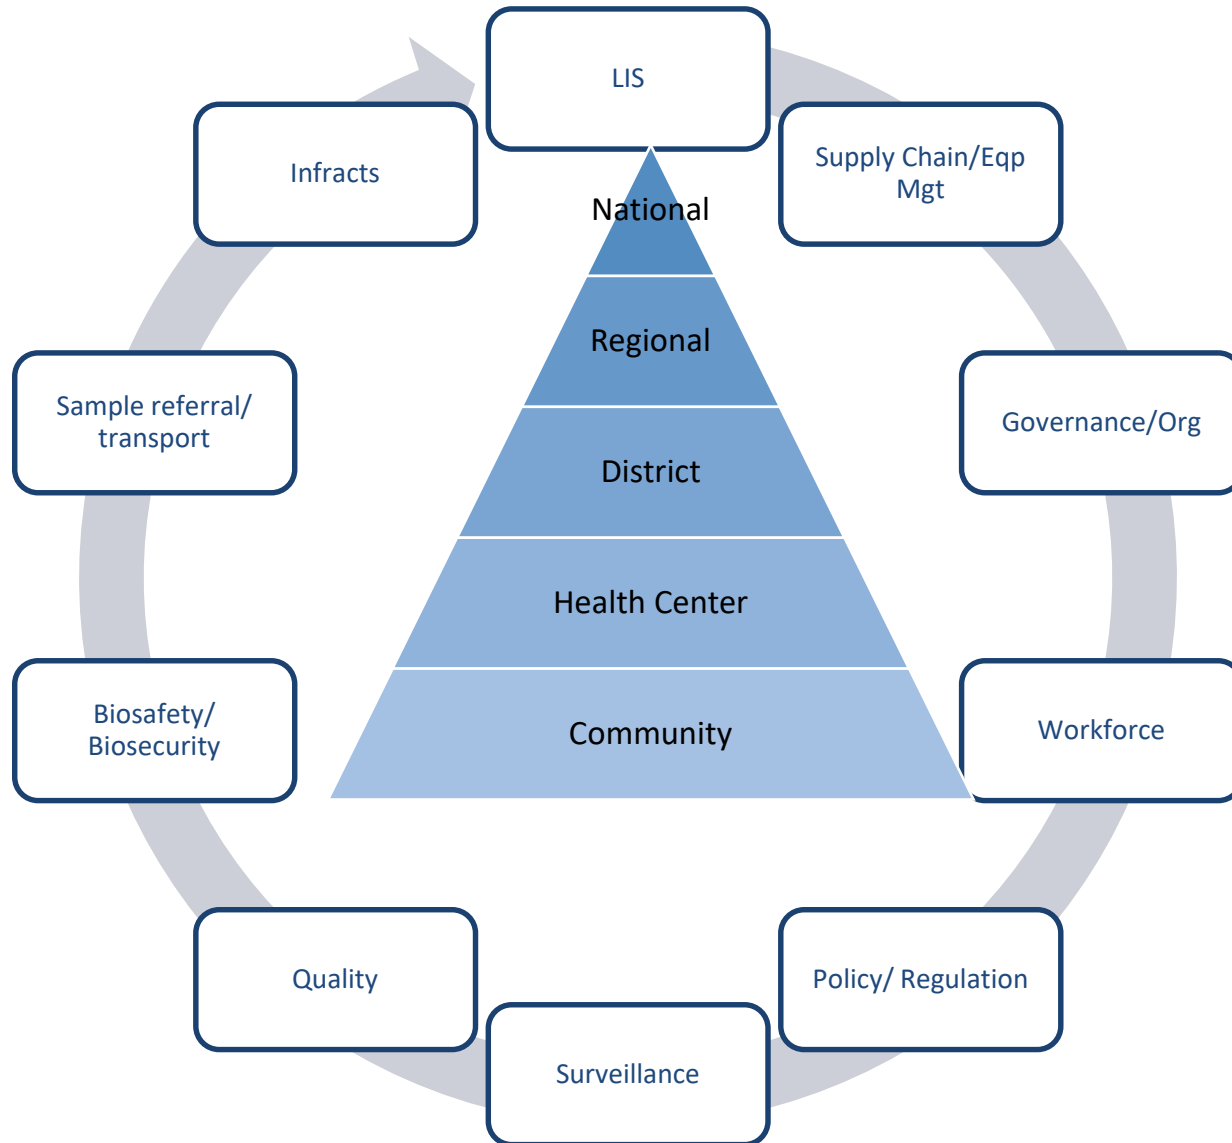 LIS
Supply Chain/Eqp
Mgt
Governance/Org
Workforce
Policy/ Regulation
Surveillance
Quality
Biosafety/
Biosecurity
Sample referral/
transport
Infracts
National
Regional
District
Health Center
Community